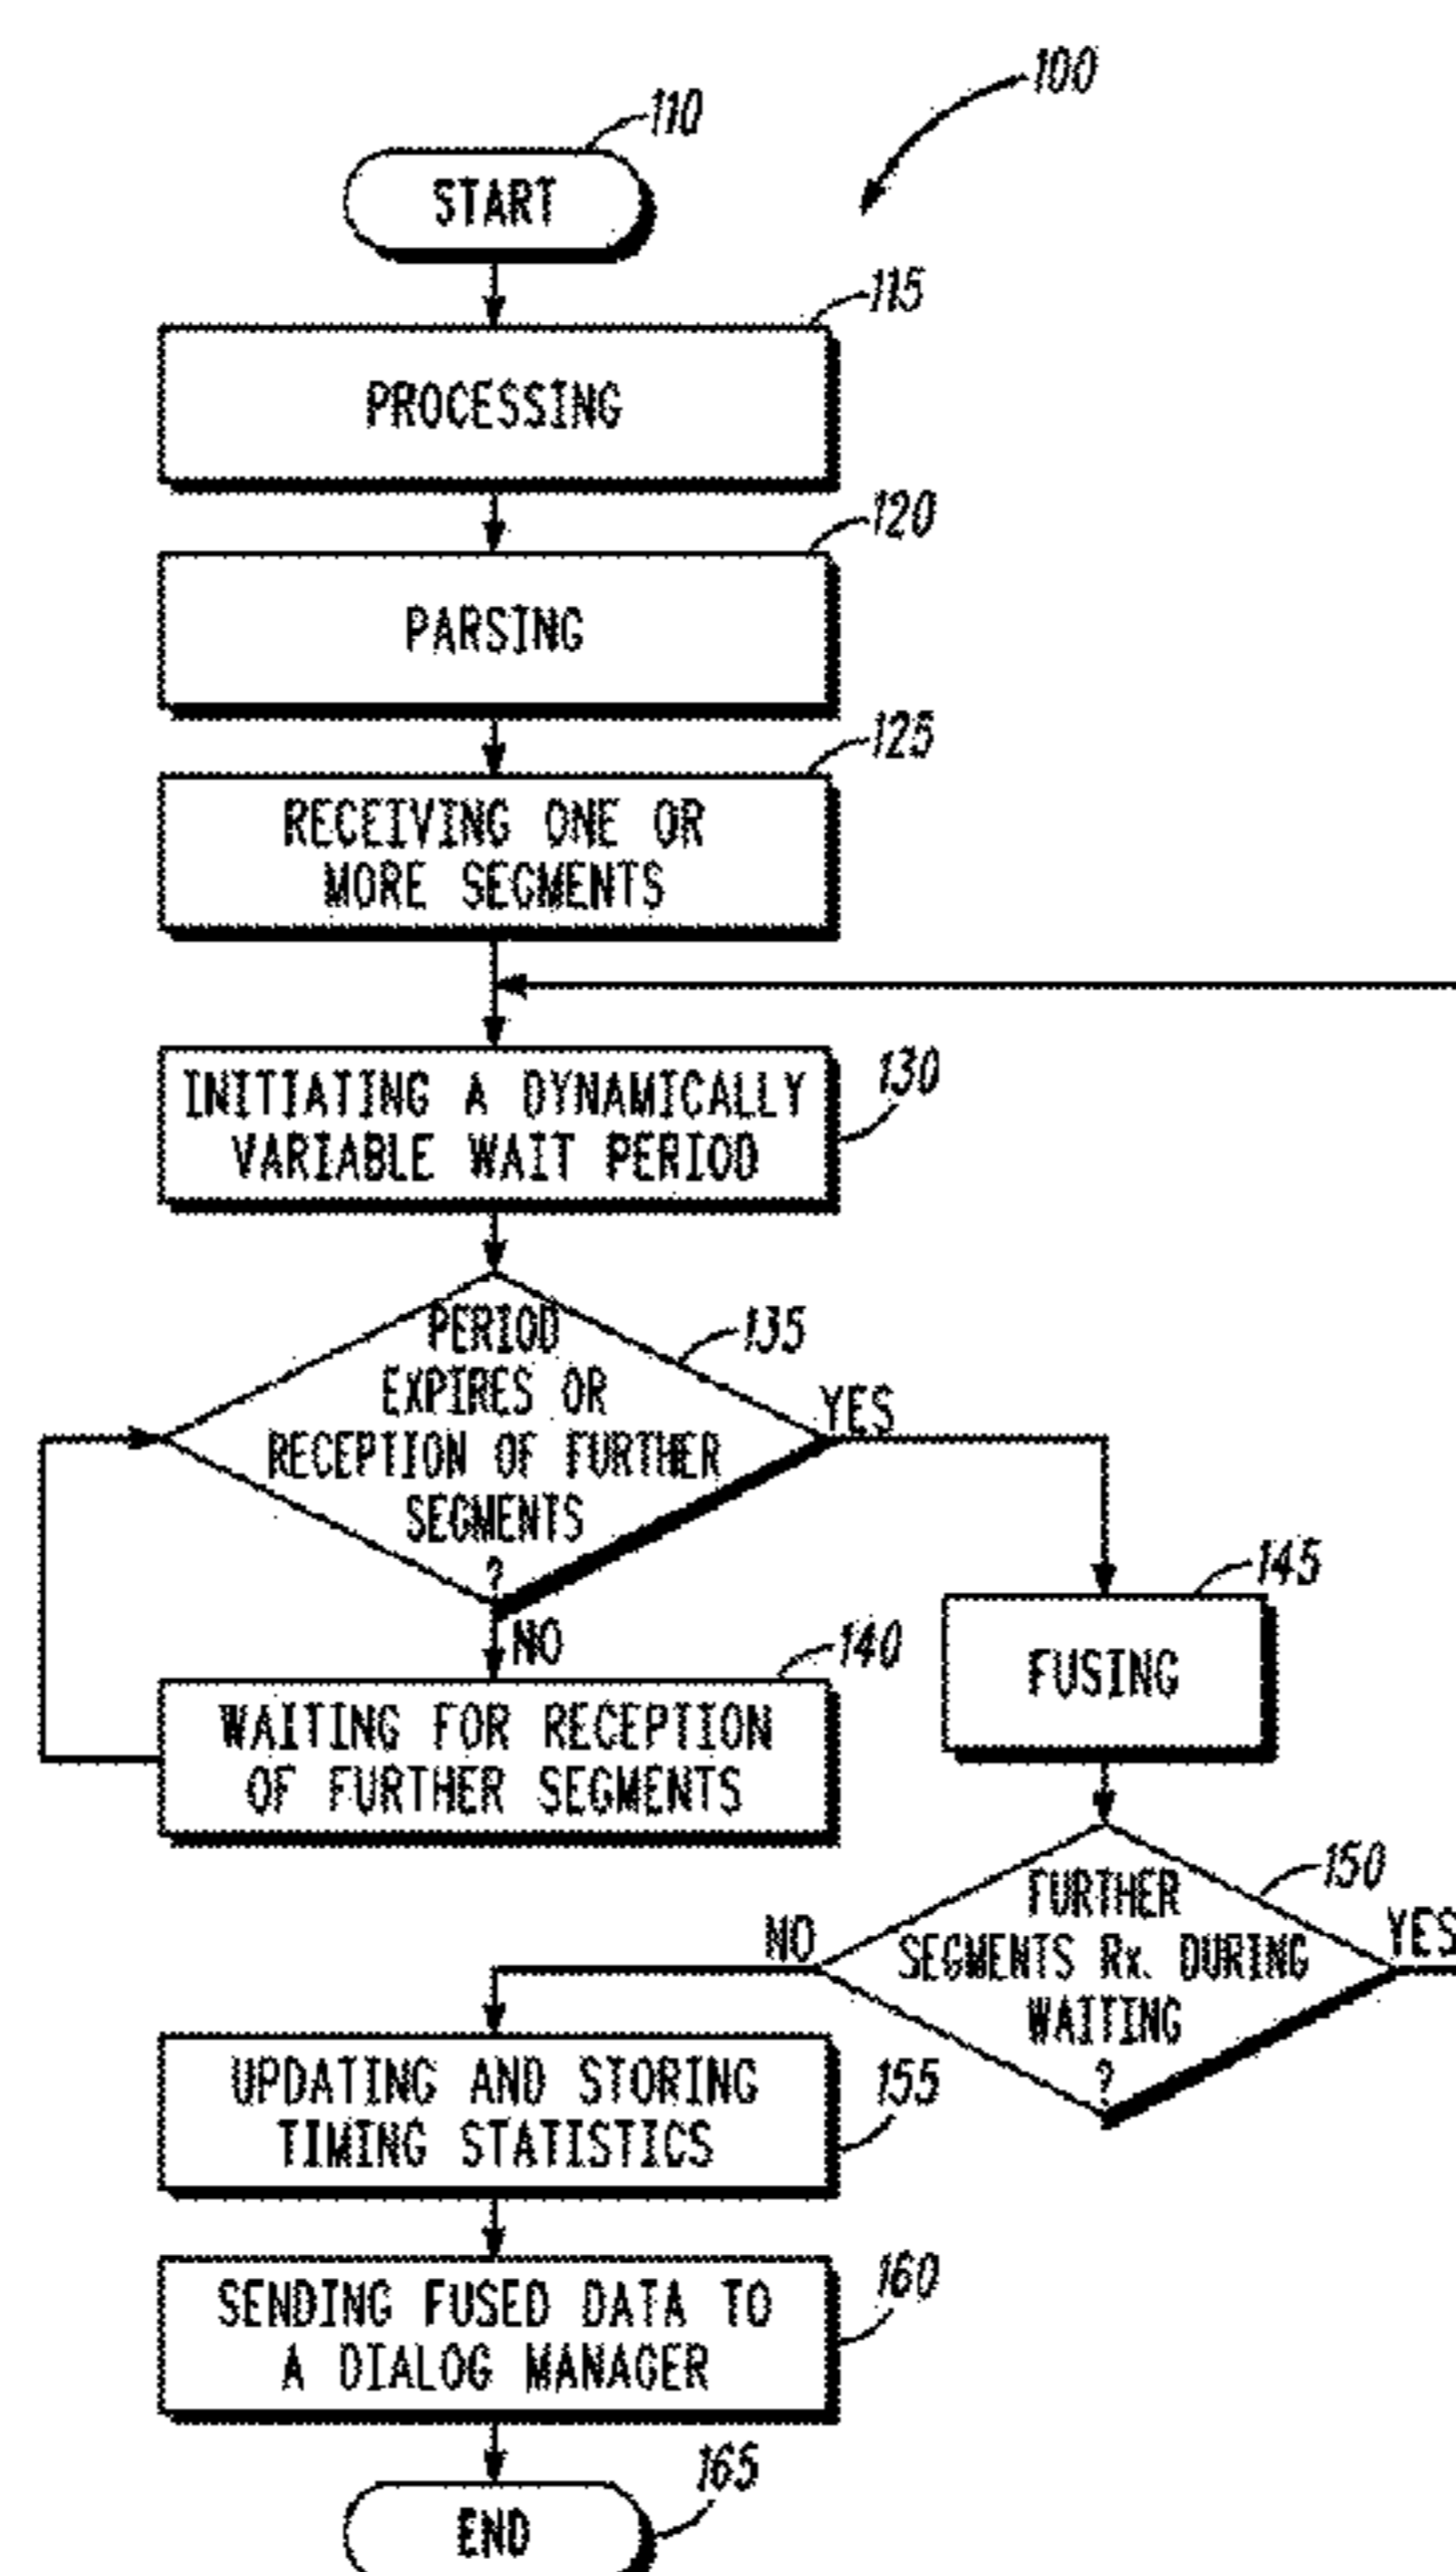 100
110
START
115
PROCESSING
120
PARSING
125
RECEIVING ONE OR
MORE SEGMENTS
130
INITIATING A DYNAMICALLY
VARIABLE WAIT PERIOD
135
PERIOD
EXPIRES OR
RECEPTION OF FURTHER
SEGMENTS
?
YES
NO
140
WAITING FOR RECEPTION
OF FURTHER SEGMENTS
145
FUSING
150
FURTHER
SEGMENTS Rx. DURING
WAITING
?
NO
YES
155
UPDATING AND STORING
TIMING STATISTICS
160
SENDING FUSED DATA TO
A DIALOG MANAGER
165
END